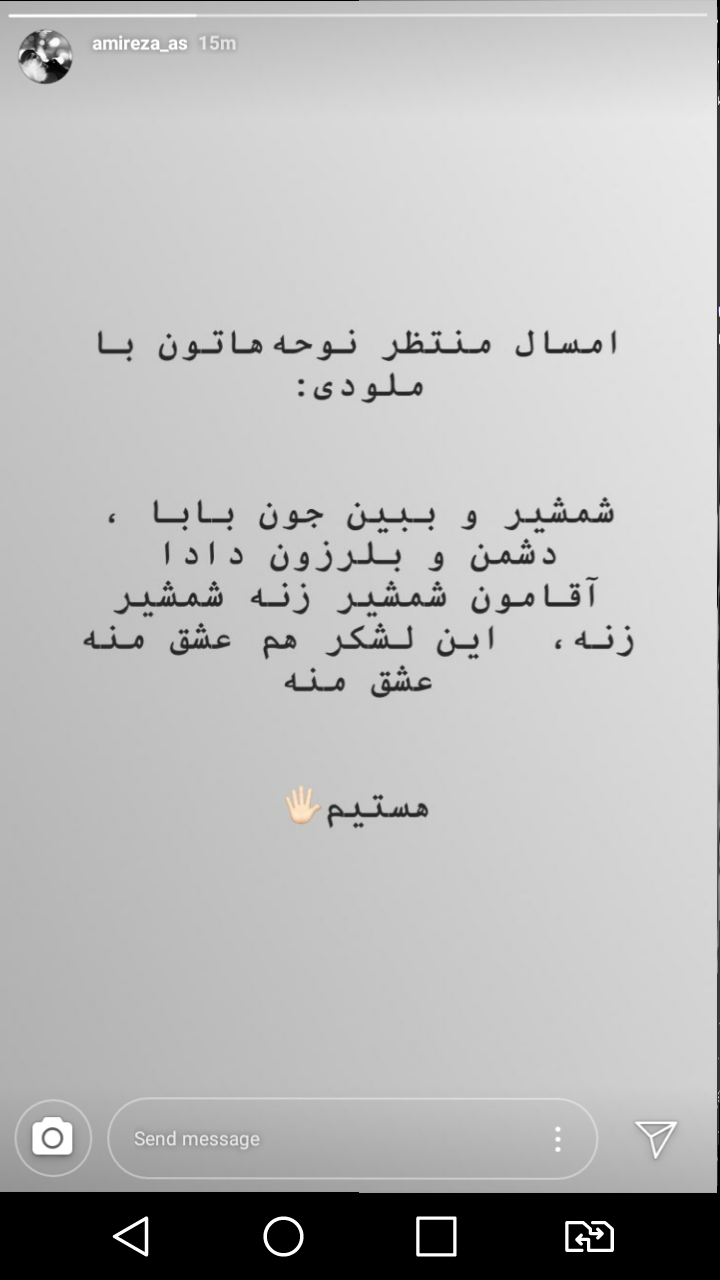 amireza_as 15m
امسال منتظر نوحه هاتون با
ملودی:
شمشیر و ببین جون بابا ،
دشمن و بلرزون دادا
آقامون شمشیر زنه شمشیر
زنه، این لشکر هم عشق منه
عشق منه
هستیم🖐🏻
Send message